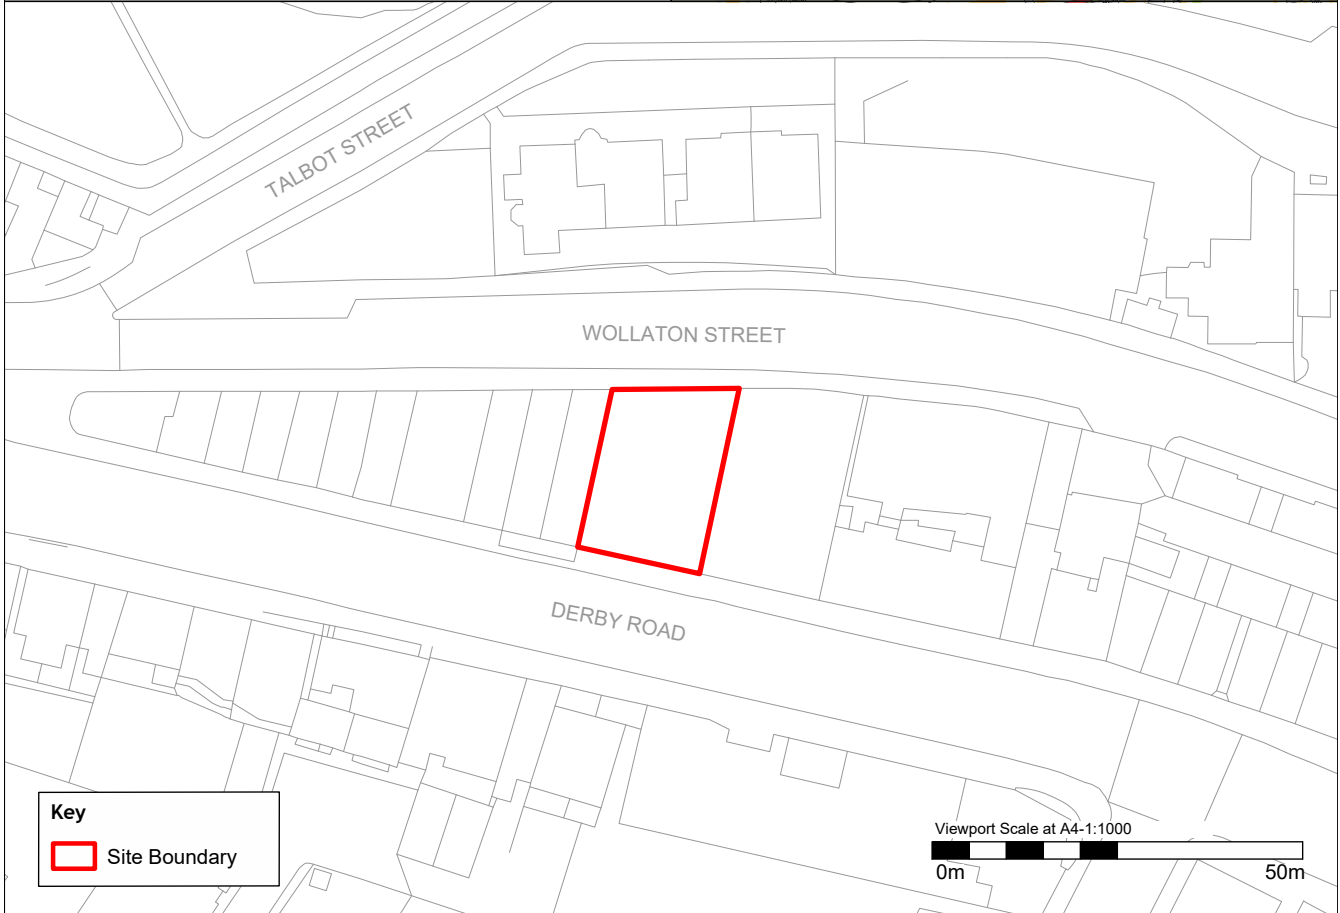 TALBOT STREET
WOLLATON STREET
DERBY ROAD
Key
Site Boundary
Viewport Scale at A4-1:1000
0m 50m